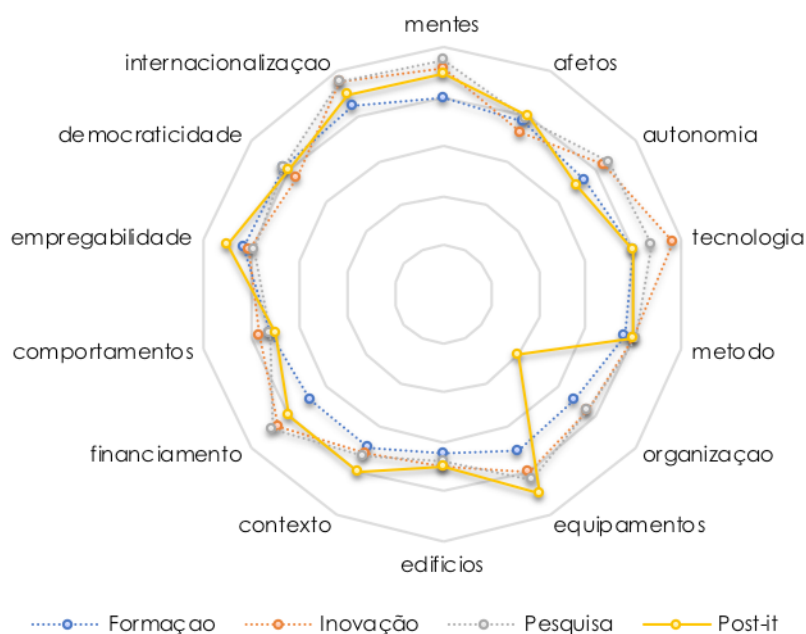 mentes
internacionalizaçao
afetos
democraticidade
autonomia
empregabilidade
tecnologia
comportamentos
metodo
financiamento
organizaçao
contexto
equipamentos
edificios
Formaçao Inovação Pesquisa Post-it